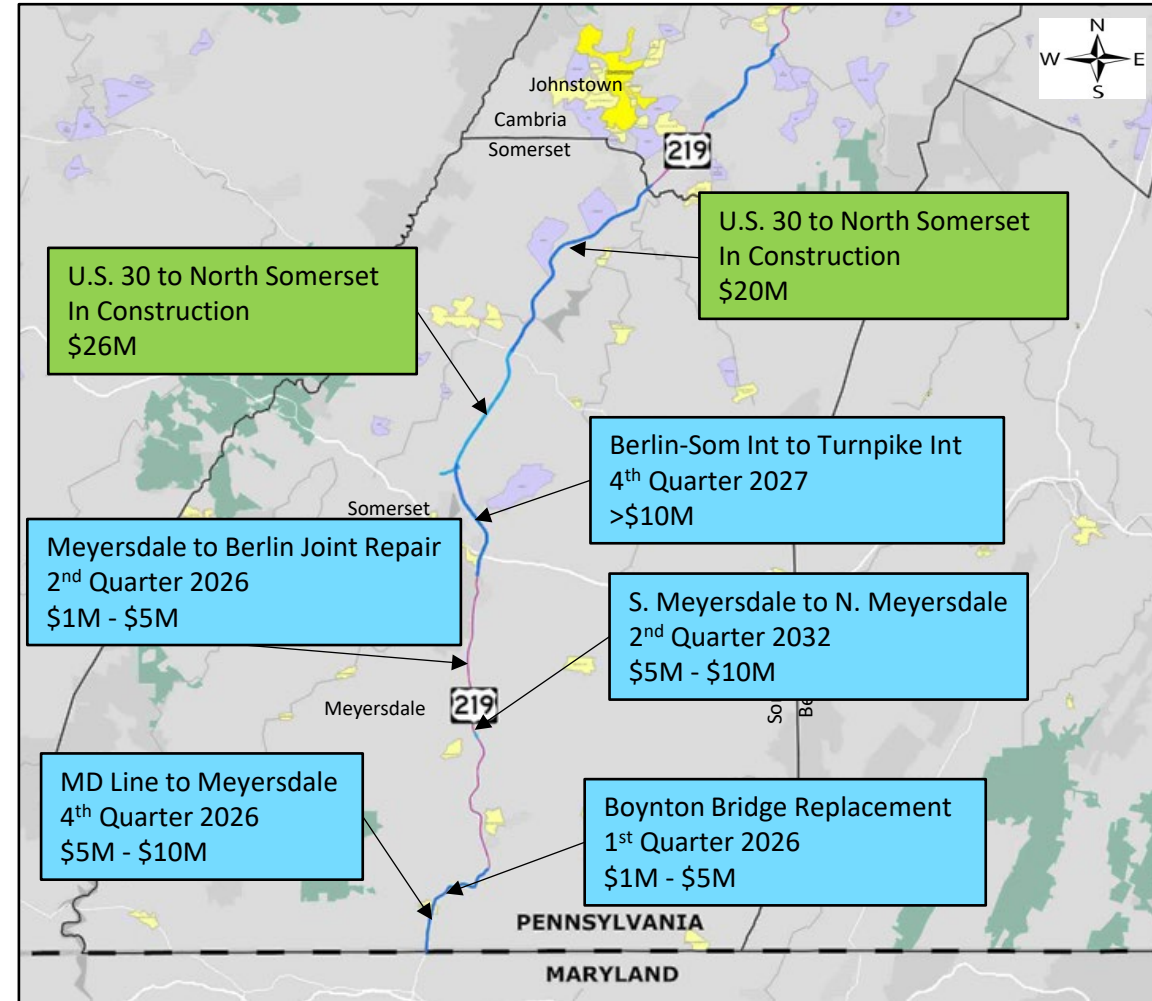 N
W E
S
Johnstown
Cambria
Somerset
219
U.S. 30 to North Somerset
In Construction
$20M
U.S. 30 to North Somerset
In Construction
$26M
Berlin-Som Int to Turnpike Int
4th Quarter 2027
>$10M
Somerset
Meyersdale to Berlin Joint Repair
2nd Quarter 2026
$1M - $5M
S. Meyersdale to N. Meyersdale
2nd Quarter 2032
$5M - $10M
Meyersdale
219
So
Be
MD Line to Meyersdale
4th Quarter 2026
$5M - $10M
Boynton Bridge Replacement
1st Quarter 2026
$1M - $5M
PENNSYLVANIA
MARYLAND